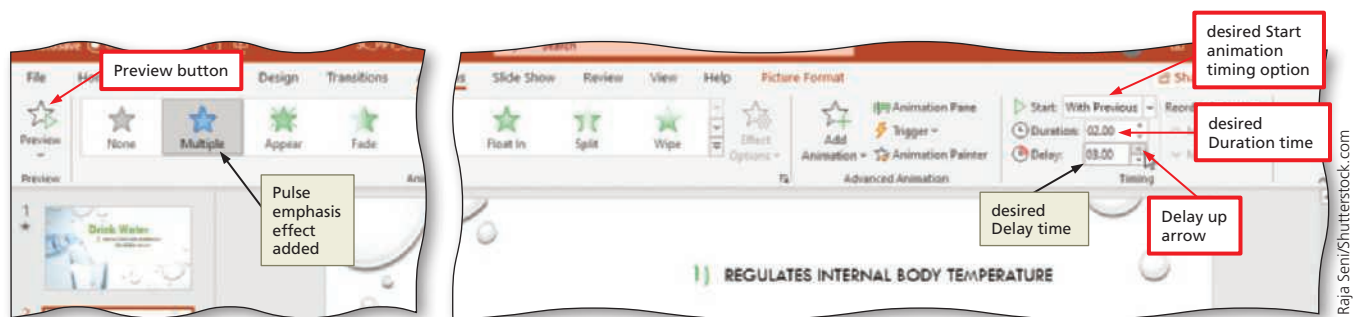 Search
File
Design
Transitions
Slide Show
Review
View
Help
Picture Format
Preview button
desired Start
animation
timing option
Preview
None
Multiple
Appear
Fade
Float In
Split
Wipe
Effect
Options
Add
Animation
Animation Pane
Trigger
Animation Painter
Start: With Previous
Duration: 02.00
Delay: 03.00
desired
Duration time
Preview
Advanced Animation
Timing
Pulse
emphasis
effect
added
desired
Delay time
Delay up
arrow
1
Drink Water
2
1) REGULATES INTERNAL BODY TEMPERATURE
Raja Seni/Shutterstock.com